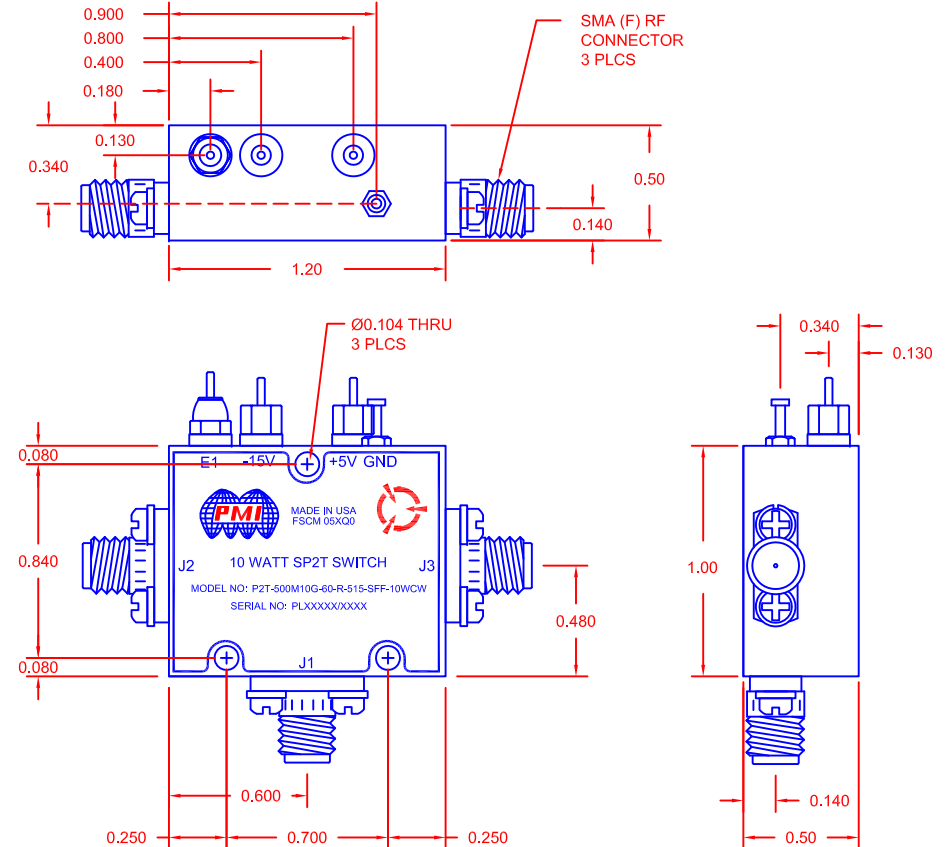 0.900
0.800
0.400
0.180
0.130
0.340
SMA (F) RF
CONNECTOR
3 PLCS
0.50
0.140
1.20
Ø0.104 THRU
3 PLCS
0.340
0.130
0.080
E1 -15V +5V GND
PMI
MADE IN USA
FSCM 05XQ0
0.840
J2 10 WATT SP2T SWITCH J3
MODEL NO: P2T-500M10G-60-R-515-SFF-10WCW
SERIAL NO: PLXXXXX/XXXX
1.00
0.480
0.080
J1
0.600
0.140
0.250
0.700
0.250
0.50